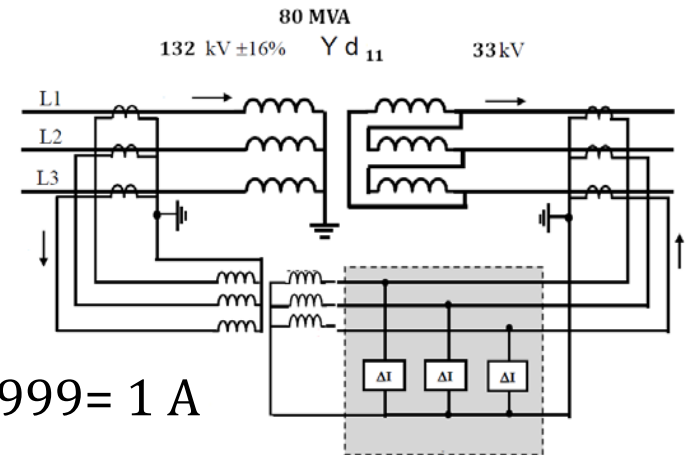 80 MVA
132 kV ±16% Y d 11 33kV
L1
L2
L3
ΔI ΔI ΔI
999= 1 A